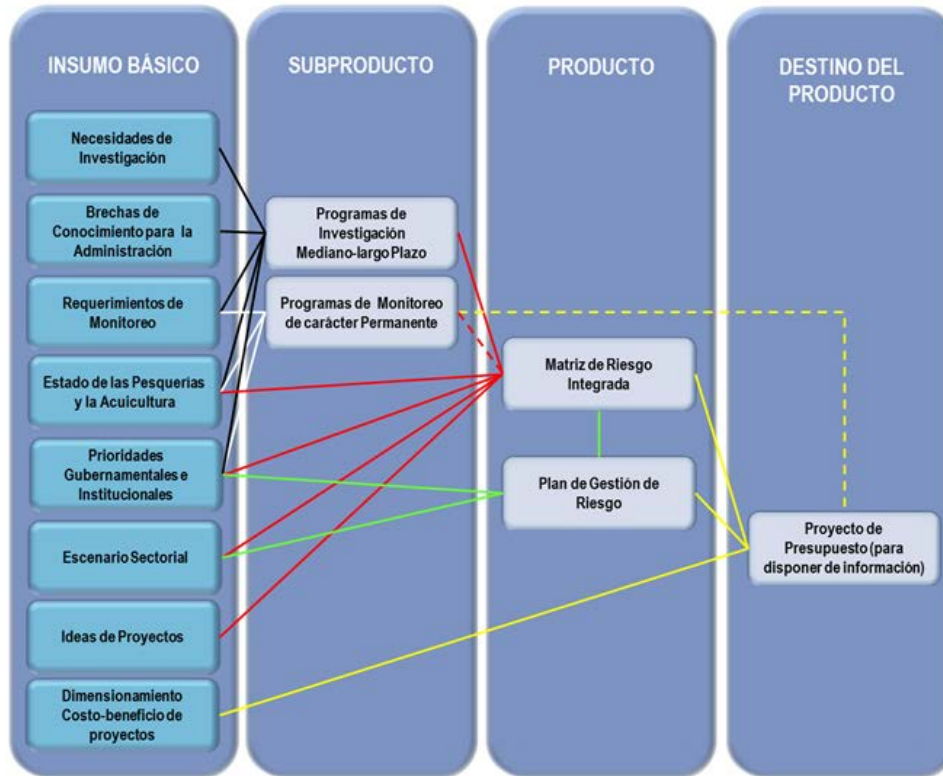 INSUMO BÁSICO
Necesidades de
Investigación
Brechas de
Conocimiento para la
Administración
Requerimientos de
Monitoreo
Estado de las Pesquerías
y la Acuicultura
Prioridades
Gubernamentales e
Institucionales
Escenario Sectorial
Ideas de Proyectos
Dimensionamiento
Costo-beneficio de
proyectos
SUBPRODUCTO
Programas de
Investigación
Mediano-largo Plazo
Programas de Monitoreo
de carácter Permanente
PRODUCTO
Matriz de Riesgo
Integrada
Plan de Gestión de
Riesgo
DESTINO DEL
PRODUCTO
Proyecto de
Presupuesto (para
disponer de información)